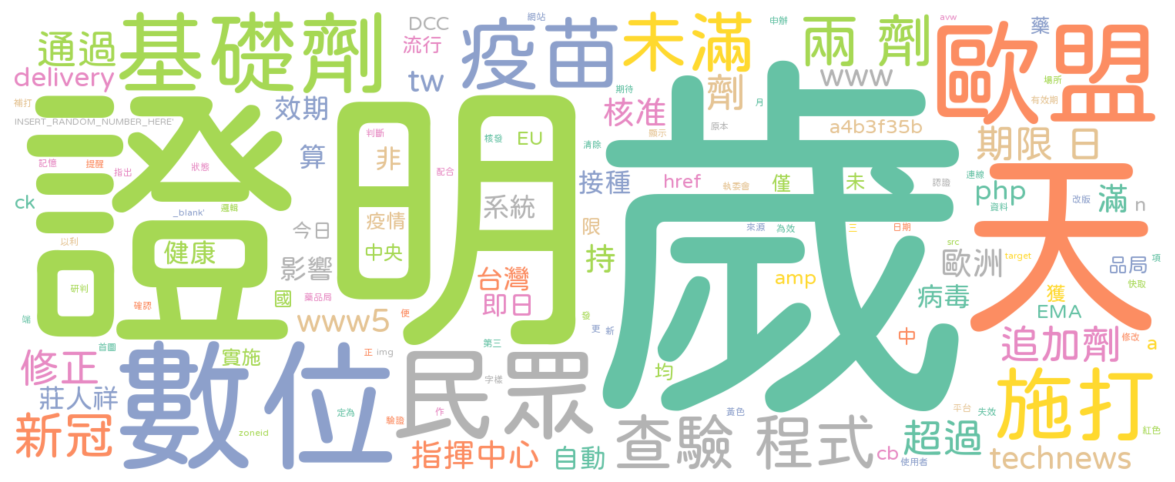 通過
基礎劑
DCC
流行
網站
疫苗
未滿
申辦
兩 劑
avw
藥
歐盟
delivery
tw
www
劑
場所
補打
INSERT_RANDOM_NUMBER_HERE'
效期
期待
核准
月
有效期
顯示
原本
a4b3f35b
期限 日
證明
判斷
核發
EU
清除
歲
天
記憶
提醒
指出
狀態
算
非
配合
接種
href
執委會
僅
未
認證
連線
php
資料
改版
滿
n
ck
_blank'
邏輯
疫情
系統
限
來源
為效
三
日期
以利
健康
今日
中央
持
src
target
歐洲
品局
項
快取
影響
台灣
amp
研判
國
藥品局
即日
病毒
獲
EMA
端
確認
www5
便
發
更
新
中
追加劑
修改
a
首圖
實施
正
img
第三
修正
數位
民眾
字樣
均
施打
莊人祥
定為
驗證
作
黃色
平台
失效
新冠
zoneid
指揮中心
自動
查驗
程式
cb
超過
使用者
紅色
technews